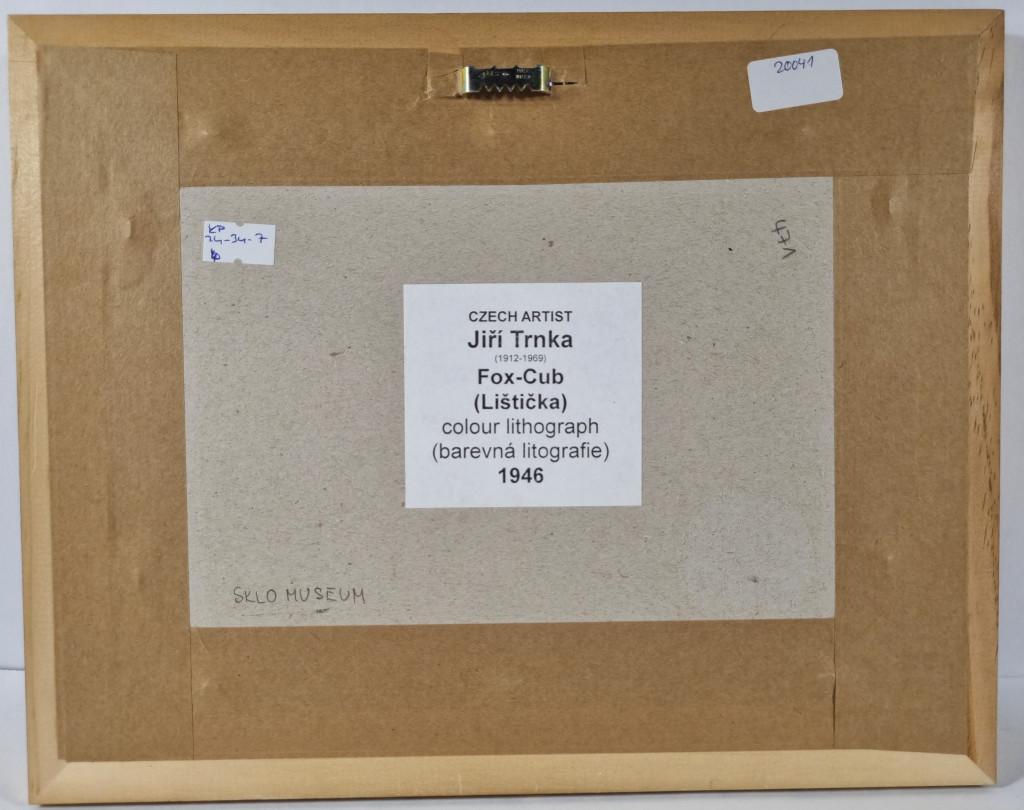 20041
KP
24-34-7
CZECH ARTIST
Jiří Trnka
(1912-1969)
Fox-Cub
(Lištička)
colour lithograph
(barevná litografie)
1946
SKLO MUSEUM